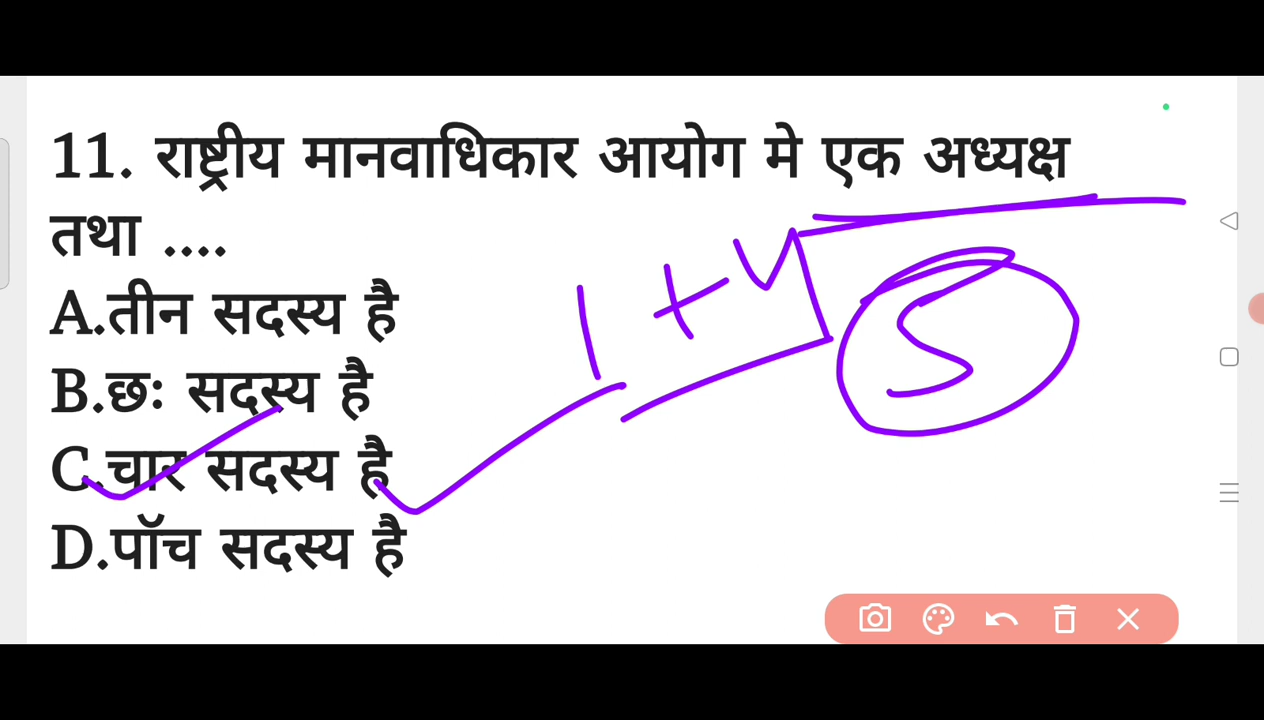 11. राष्ट्रीय मानवाधिकार आयोग मे एक अध्यक्ष
तथा ....
A.तीन सदस्य है
B.छः सदस्य है
C.चार सदस्य है
D.पॉच सदस्य है
1+4
5